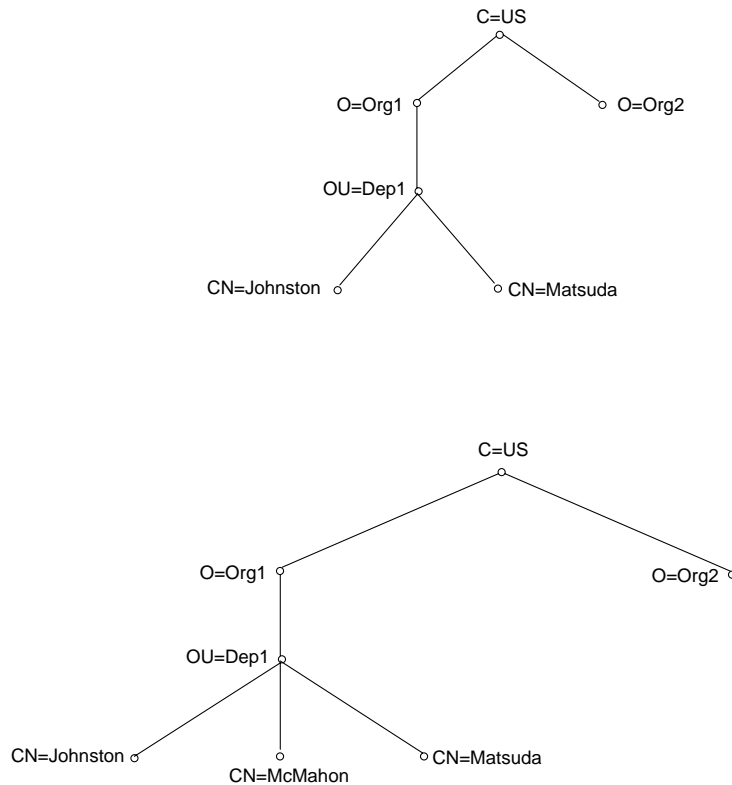 C=US
O=Org1
O=Org2
OU=Dep1
CN=Johnston
CN=Matsuda
C=US
O=Org1
O=Org2
OU=Dep1
CN=Johnston
CN=Matsuda
CN=McMahon